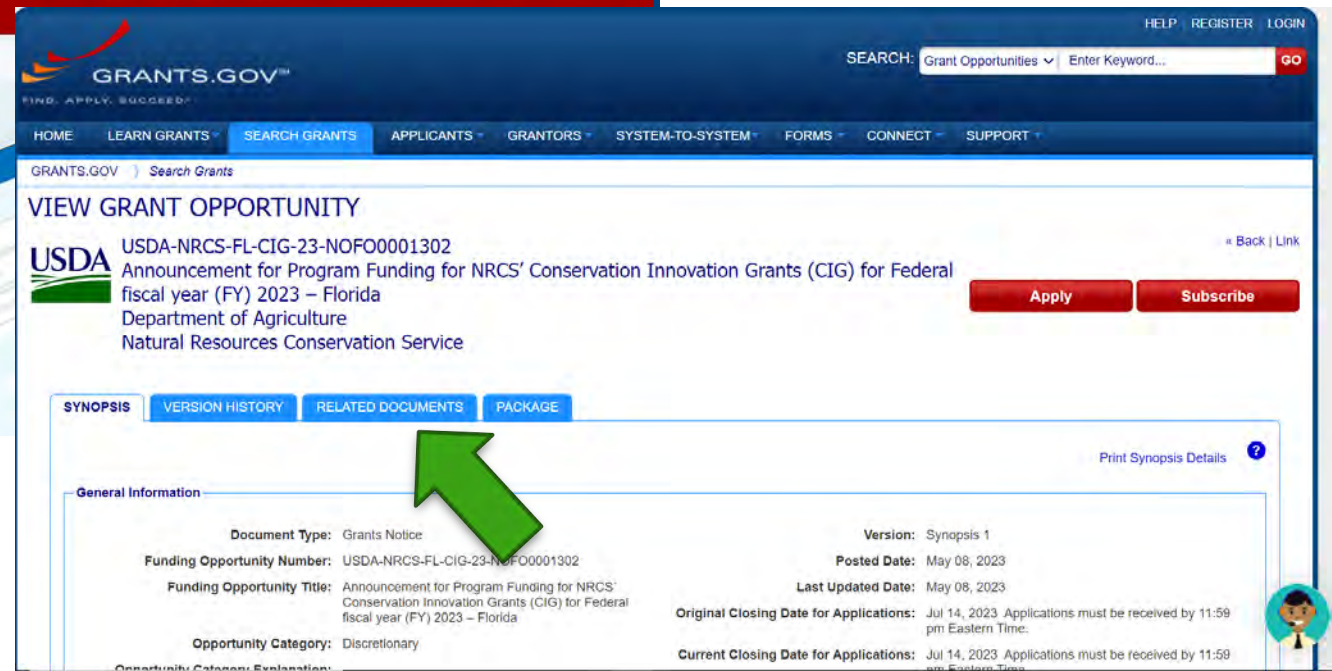 HELP | REGISTER | LOGIN
SEARCH: Grant Opportunities Enter Keyword... GO
GRANTS.GOV℠
FIND. APPLY. SUCCEED.℠
HOME LEARN GRANTS SEARCH GRANTS APPLICANTS GRANTORS SYSTEM-TO-SYSTEM FORMS CONNECT SUPPORT
GRANTS.GOV Search Grants
VIEW GRANT OPPORTUNITY
USDA
USDA-NRCS-FL-CIG-23-NOFO0001302
Announcement for Program Funding for NRCS' Conservation Innovation Grants (CIG) for Federal
fiscal year (FY) 2023 – Florida
Department of Agriculture
Natural Resources Conservation Service
« Back | Link
Apply Subscribe
SYNOPSIS VERSION HISTORY RELATED DOCUMENTS PACKAGE
Print Synopsis Details ?
General Information
Document Type: Grants Notice
Funding Opportunity Number: USDA-NRCS-FL-CIG-23-NOFO0001302
Funding Opportunity Title: Announcement for Program Funding for NRCS'
Conservation Innovation Grants (CIG) for Federal
fiscal year (FY) 2023 – Florida
Opportunity Category: Discretionary
Opportunity Category Explanation:
Version: Synopsis 1
Posted Date: May 08, 2023
Last Updated Date: May 08, 2023
Original Closing Date for Applications: Jul 14, 2023 Applications must be received by 11:59
pm Eastern Time.
Current Closing Date for Applications: Jul 14, 2023 Applications must be received by 11:59
pm Eastern Time.